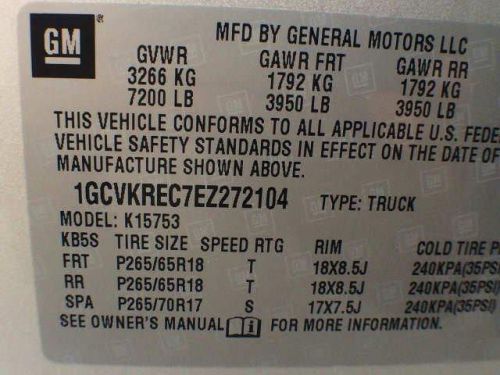 GM
MFD BY GENERAL MOTORS LLC
GVWR GAWR FRT GAWR RR
3266 KG 1792 KG 1792 KG
7200 LB 3950 LB 3950 LB
THIS VEHICLE CONFORMS TO ALL APPLICABLE U.S. FEDE
VEHICLE SAFETY STANDARDS IN EFFECT ON THE DATE O
MANUFACTURE SHOWN ABOVE.
1GCVKREC7EZ272104 TYPE: TRUCK
MODEL: K15753
KB5S TIRE SIZE SPEED RTG RIM COLD TIRE P
FRT P265/65R18 T 18X8.5J 240KPA(35PSI)
RR P265/65R18 T 18X8.5J 240KPA(35PSI)
SPA P265/70R17 S 17X7.5J 240KPA(35PSI)
SEE OWNER'S MANUAL i FOR MORE INFORMATION.